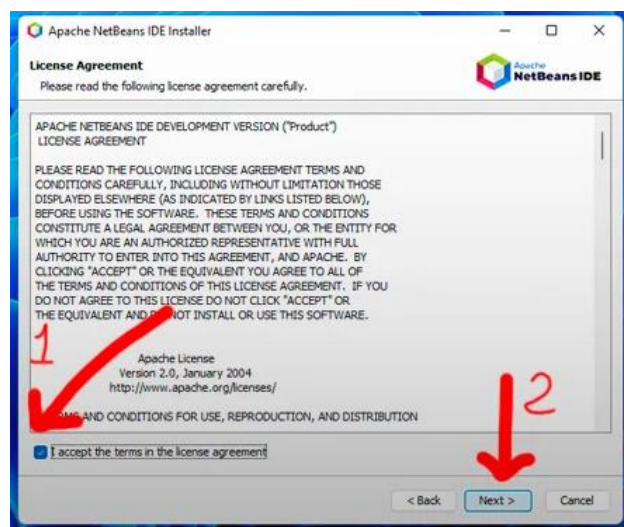 Apache NetBeans IDE Installer
License Agreement
Please read the following license agreement carefully.
Apache
NetBeans IDE
APACHE NETBEANS IDE DEVELOPMENT VERSION ("Product")
LICENSE AGREEMENT
PLEASE READ THE FOLLOWING LICENSE AGREEMENT TERMS AND
CONDITIONS CAREFULLY, INCLUDING WITHOUT LIMITATION THOSE
DISPLAYED ELSEWHERE (AS INDICATED BY LINKS LISTED BELOW),
BEFORE USING THE SOFTWARE. THESE TERMS AND CONDITIONS
CONSTITUTE A LEGAL AGREEMENT BETWEEN YOU, OR THE ENTITY FOR
WHICH YOU ARE AN AUTHORIZED REPRESENTATIVE WITH FULL
AUTHORITY TO ENTER INTO THIS AGREEMENT, AND APACHE. BY
CLICKING "ACCEPT" OR THE EQUIVALENT YOU AGREE TO ALL OF
THE TERMS AND CONDITIONS OF THIS LICENSE AGREEMENT. IF YOU
DO NOT AGREE TO THIS LICENSE DO NOT CLICK "ACCEPT" OR
THE EQUIVALENT AND NOT INSTALL OR USE THIS SOFTWARE.
1
Apache License
Version 2.0, January 2004
http://www.apache.org/licenses/
AND CONDITIONS FOR USE, REPRODUCTION, AND DISTRIBUTION
2
I accept the terms in the license agreement
< Back Next > Cancel